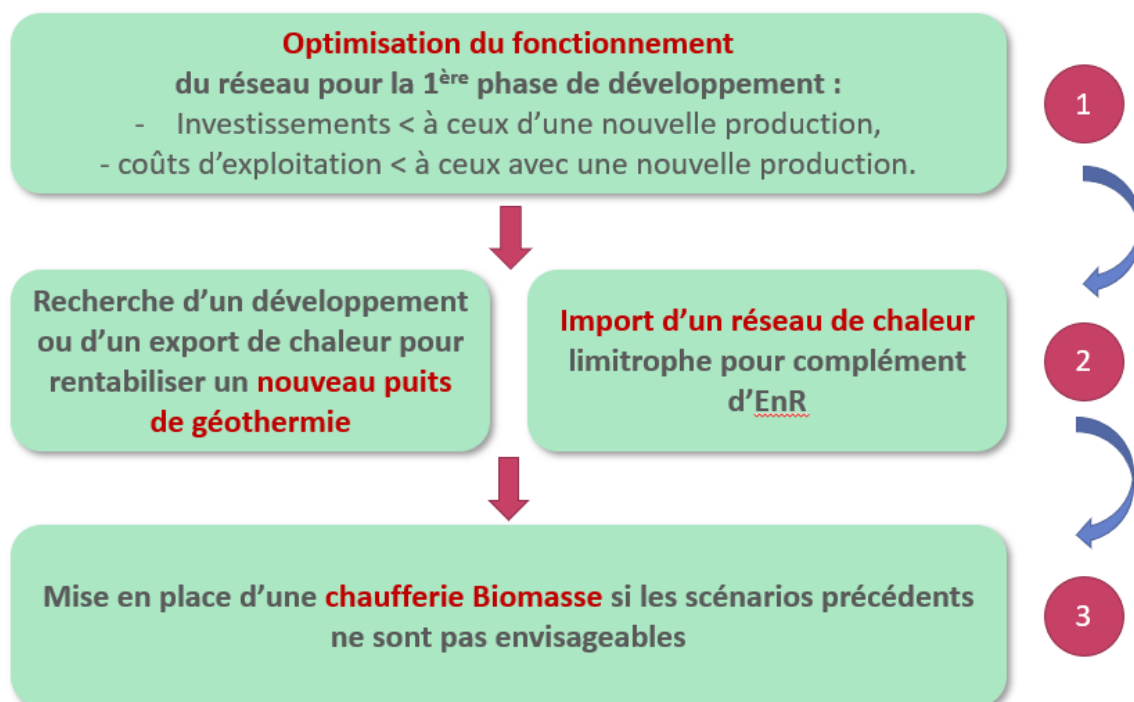 Optimisation du fonctionnement
du réseau pour la 1ère phase de développement :
- Investissements < à ceux d’une nouvelle production,
- coûts d’exploitation < à ceux avec une nouvelle production.
1
Recherche d’un développement
ou d’un export de chaleur pour
rentabiliser un nouveau puits
de géothermie
Import d’un réseau de chaleur
limitrophe pour complément
d’EnR
2
Mise en place d’une chaufferie Biomasse si les scénarios précédents
ne sont pas envisageables
3